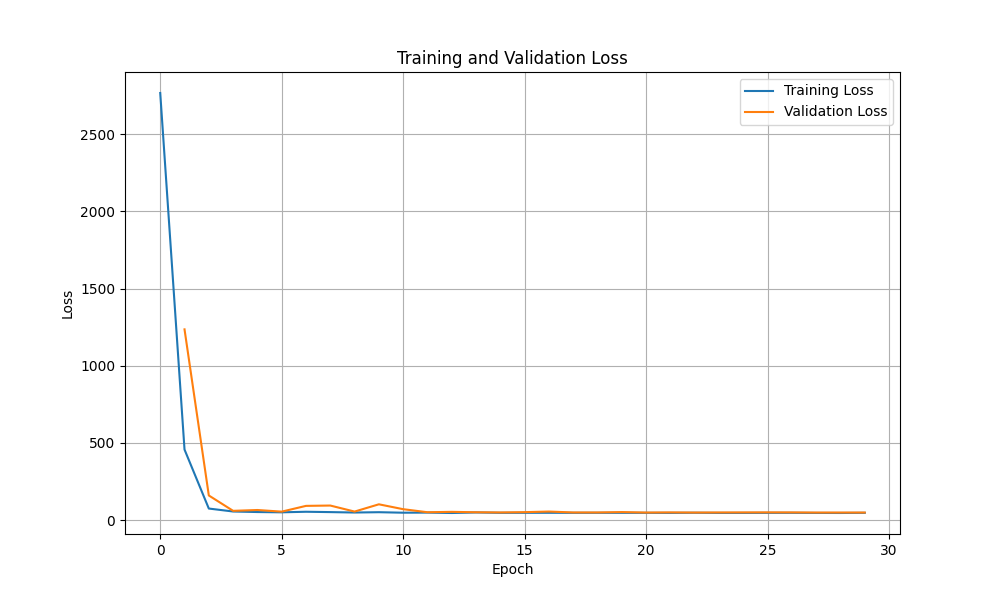 Training and Validation Loss
Training Loss
Validation Loss
2500
2000
1500
1000
500
0
Loss
0 5 10 15 20 25 30
Epoch